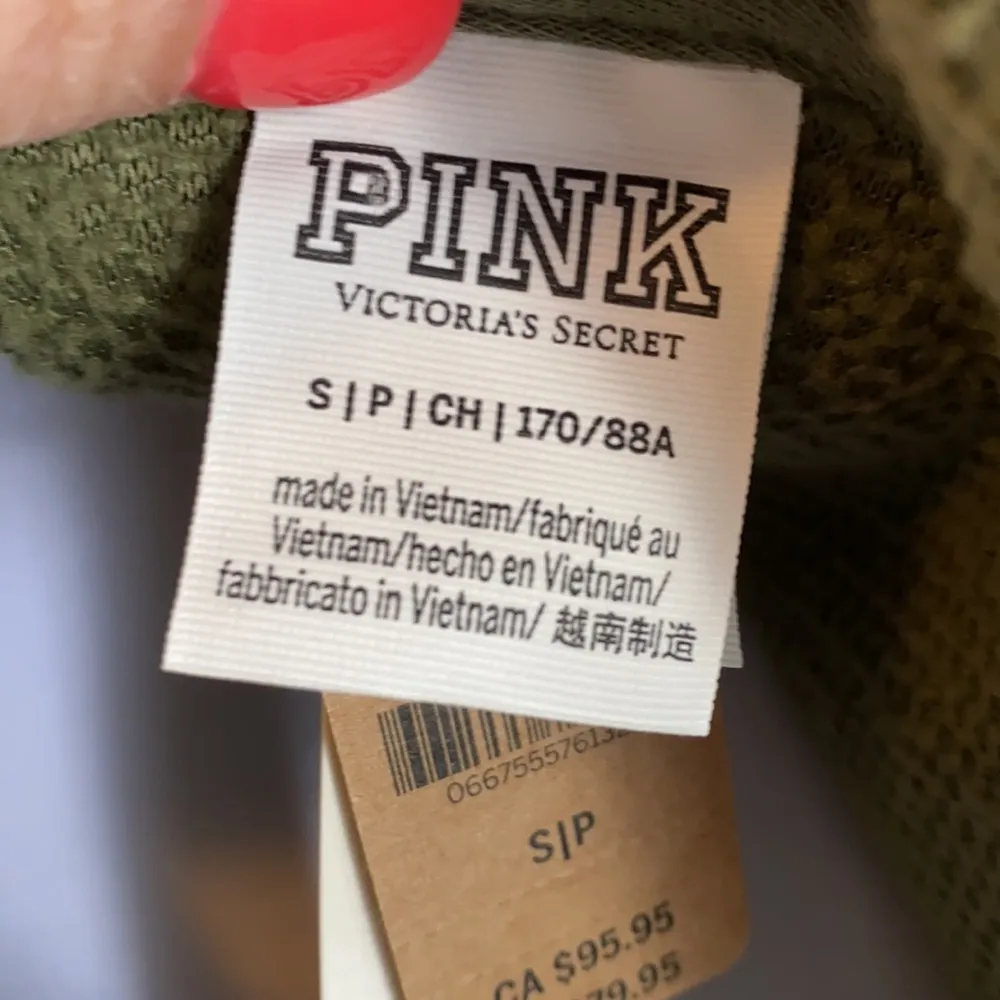 PINK
VICTORIA'S SECRET
S | P | CH | 170/88A
made in Vietnam/fabriqué au
Vietnam/hecho en Vietnam/
fabbricato in Vietnam/ 越南制造
S|P
CA $95.95